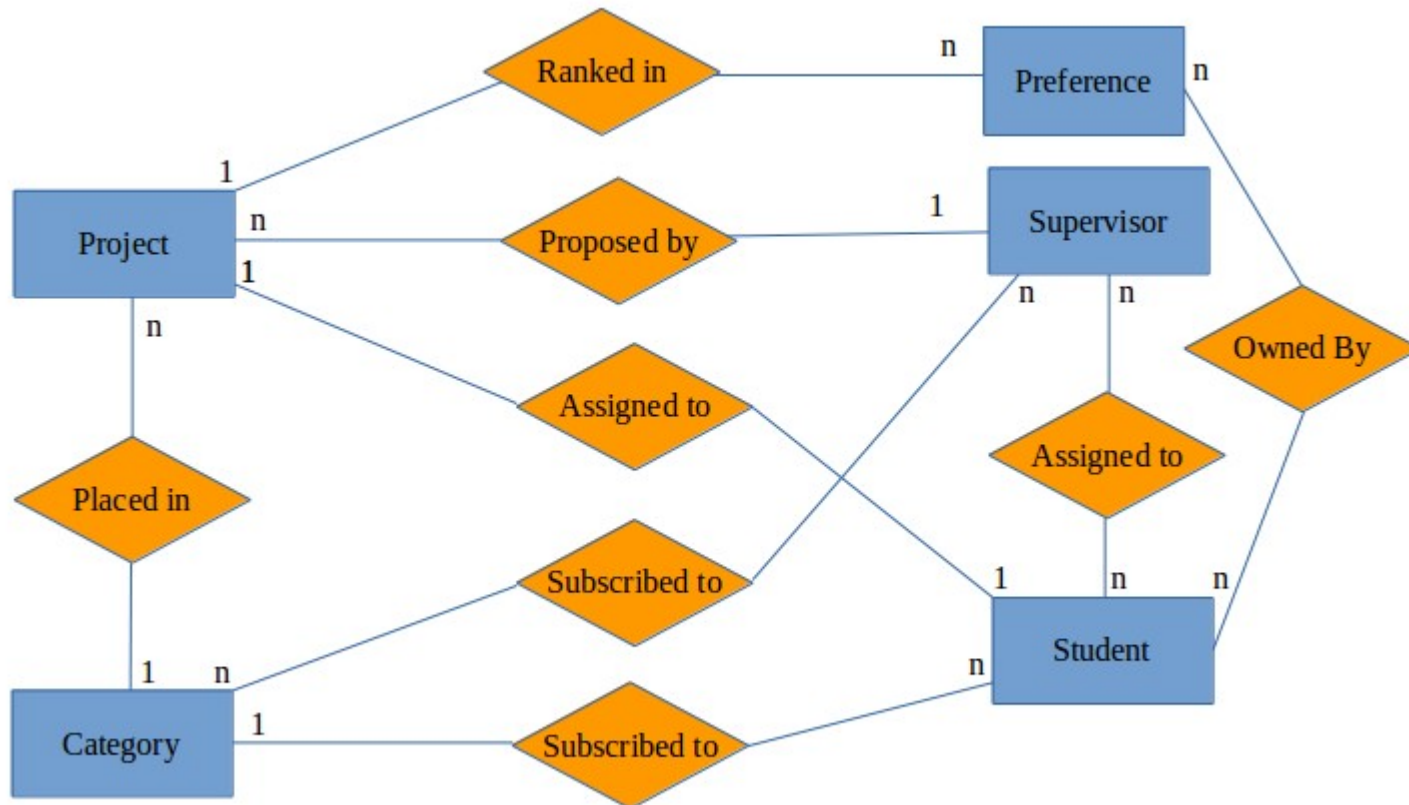 Ranked in
n
Preference
n
1
Project
n
Proposed by
1
Supervisor
1
n
n
n
Owned By
Assigned to
Assigned to
Placed in
Subscribed to
1
n
n
1
n
n
Student
Category
1
Subscribed to